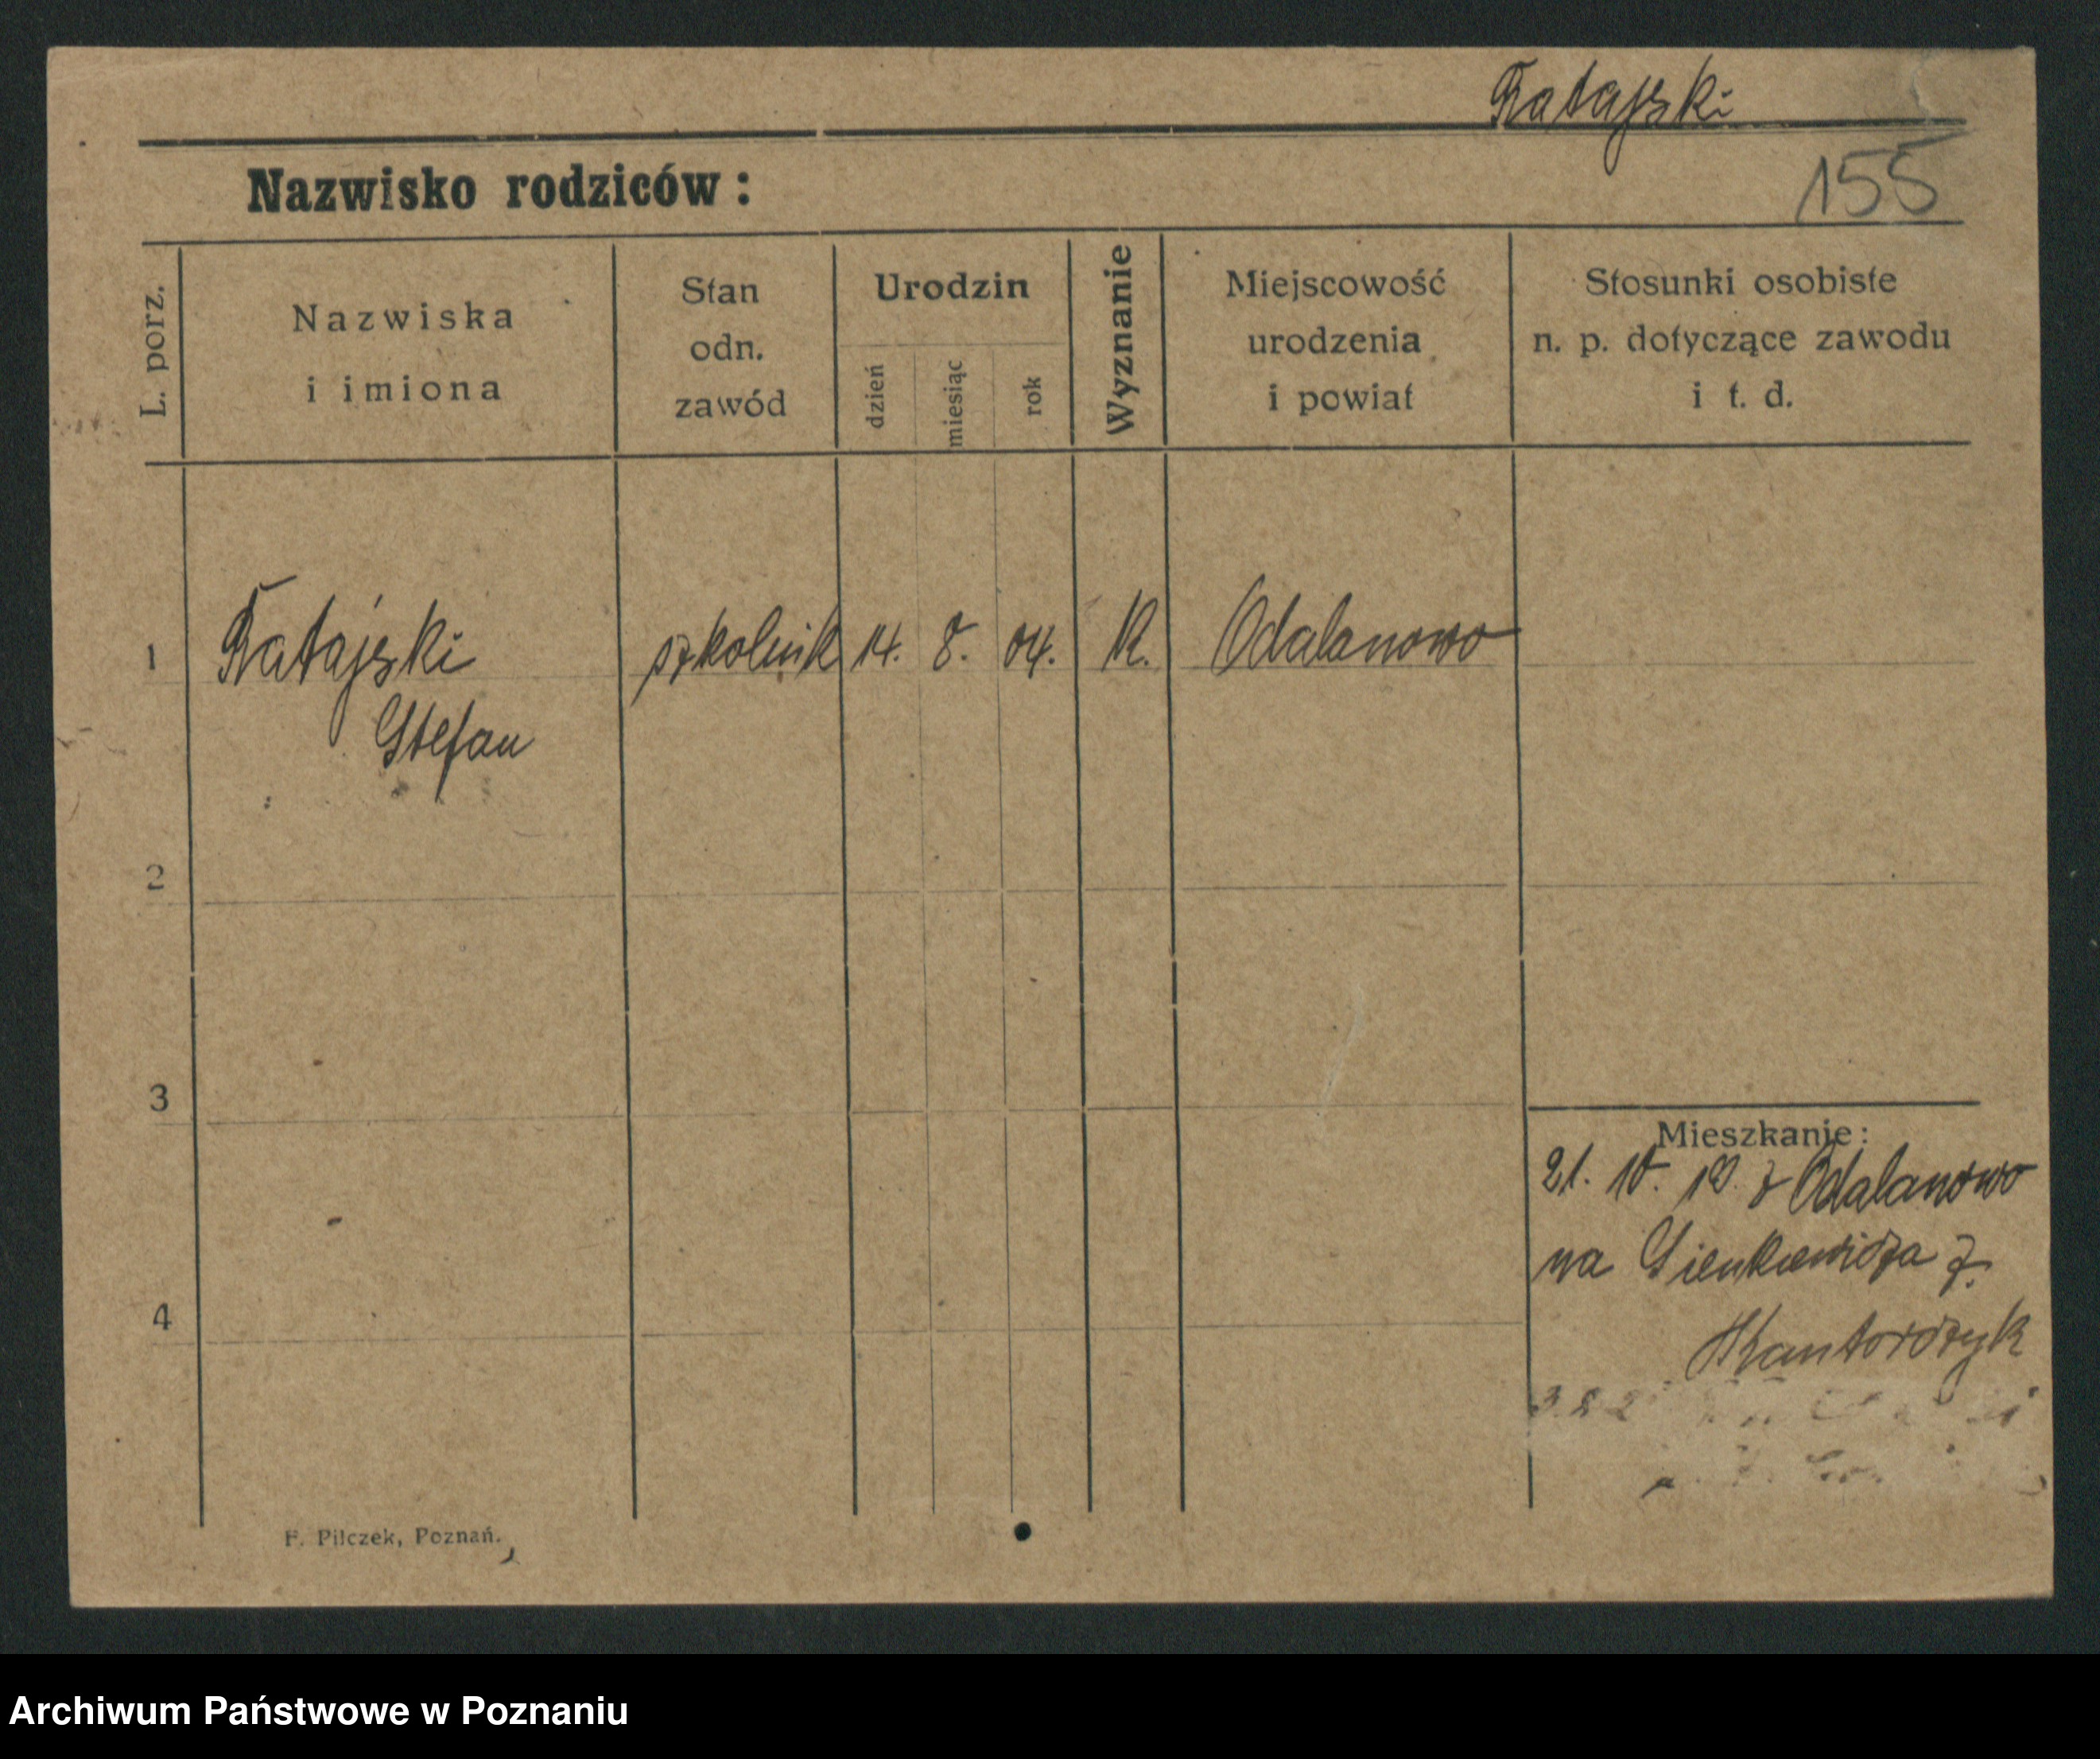 Ratajski
155
Nazwisko rodziców:
L. porz.
Nazwiska
i imiona
Stan
odn.
zawód
Urodzin
dzień
miesiąc
rok
Wyznanie
Miejscowość
urodzenia
i powiat
Stosunki osobiste
n. p. dotyczące zawodu
i t. d.
1
Ratajski
Stefan
szkolnik
14.
8.
04.
K.
Odalanowo
2
3
4
Mieszkanie:
21. 10. z Odalanowo
na Sienkiewicza 7.
Kantorczyk
F. Pilczek, Poznań.
Archiwum Państwowe w Poznaniu